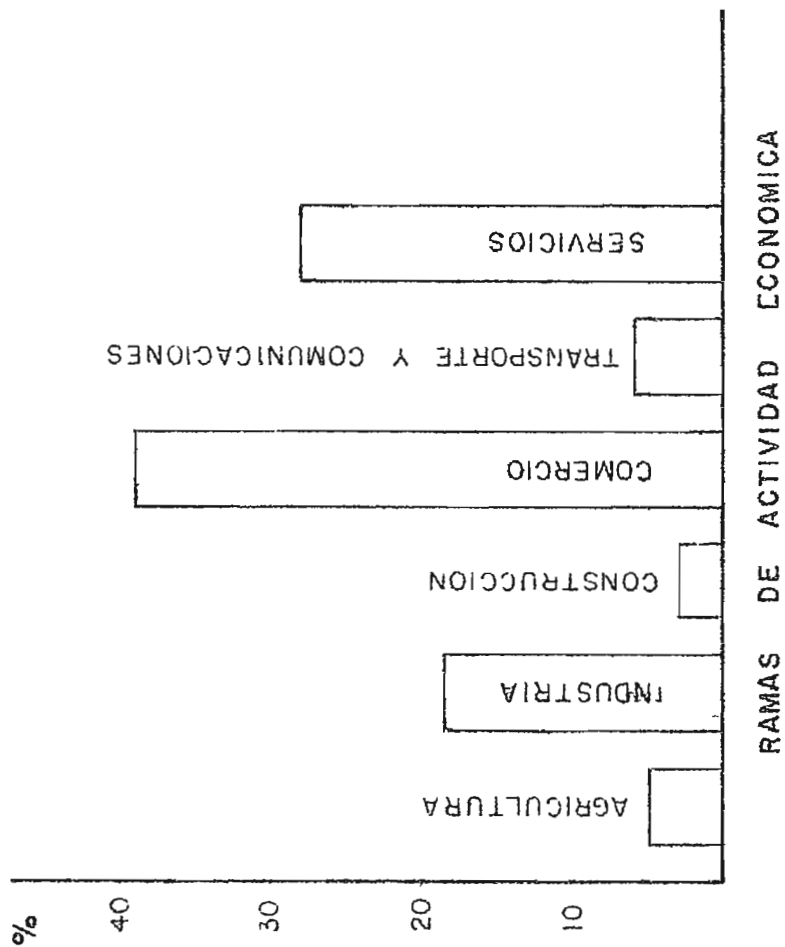 %
40
30
20
10
AGRICULTURA
INDUSTRIA
CONSTRUCCION
COMERCIO
TRANSPORTE Y COMUNICACIONES
SERVICIOS
RAMAS DE ACTIVIDAD ECONOMICA